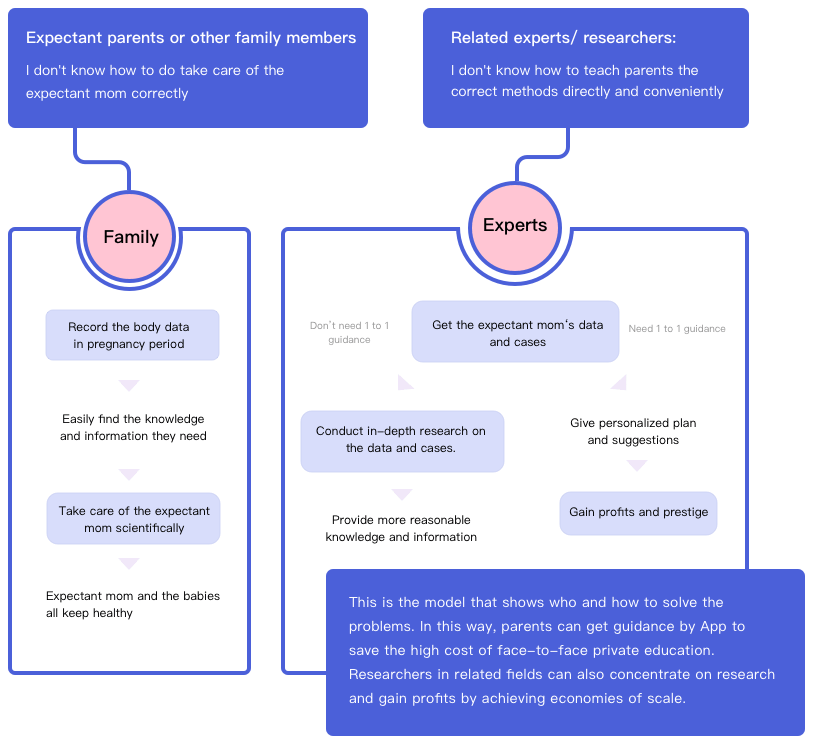 Expectant parents or other family members
I don't know how to do take care of the
expectant mom correctly
Related experts/ researchers:
I don't know how to teach parents the
correct methods directly and conveniently
Family
Record the body data
in pregnancy period
Easily find the knowledge
and information they need
Take care of the expectant
mom scientifically
Expectant mom and the babies
all keep healthy
Experts
Don't need 1 to 1
guidance
Get the expectant mom's data
and cases
Need 1 to 1 guidance
Conduct in-depth research on
the data and cases.
Provide more reasonable
knowledge and information
Give personalized plan
and suggestions
Gain profits and prestige
This is the model that shows who and how to solve the
problems. In this way, parents can get guidance by App to
save the high cost of face-to-face private education.
Researchers in related fields can also concentrate on research
and gain profits by achieving economies of scale.